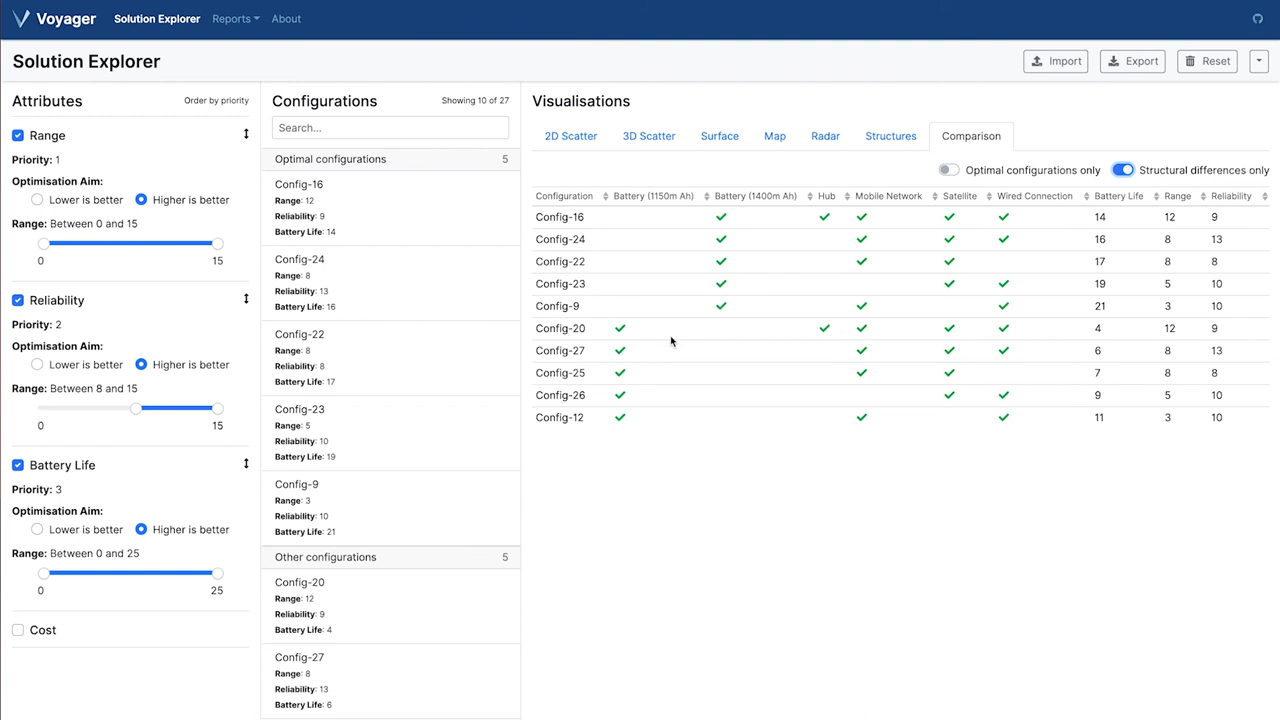 Voyager
Solution Explorer
Reports
About
Solution Explorer
Import
Export
Reset
Attributes
Order by priority
Range
Priority: 1
Optimisation Aim:
Lower is better
Higher is better
Range: Between 0 and 15
0
15
Reliability
Priority: 2
Optimisation Aim:
Lower is better
Higher is better
Range: Between 8 and 15
0
15
Battery Life
Priority: 3
Optimisation Aim:
Lower is better
Higher is better
Range: Between 0 and 25
0
25
Cost
Configurations
Showing 10 of 27
Search...
Optimal configurations 5
Config-16
Range: 12
Reliability: 9
Battery Life: 14
Config-24
Range: 8
Reliability: 13
Battery Life: 16
Config-22
Range: 8
Reliability: 8
Battery Life: 17
Config-23
Range: 5
Reliability: 10
Battery Life: 19
Config-9
Range: 3
Reliability: 10
Battery Life: 21
Other configurations 5
Config-20
Range: 12
Reliability: 9
Battery Life: 4
Config-27
Range: 8
Reliability: 13
Battery Life: 6
Visualisations
2D Scatter
3D Scatter
Surface
Map
Radar
Structures
Comparison
Optimal configurations only
Structural differences only
Configuration Battery (1150m Ah) Battery (1400m Ah) Hub Mobile Network Satellite Wired Connection Battery Life Range Reliability
Config-16 14 12 9
Config-24 16 8 13
Config-22 17 8 8
Config-23 19 5 10
Config-9 21 3 10
Config-20 4 12 9
Config-27 6 8 13
Config-25 7 8 8
Config-26 9 5 10
Config-12 11 3 10